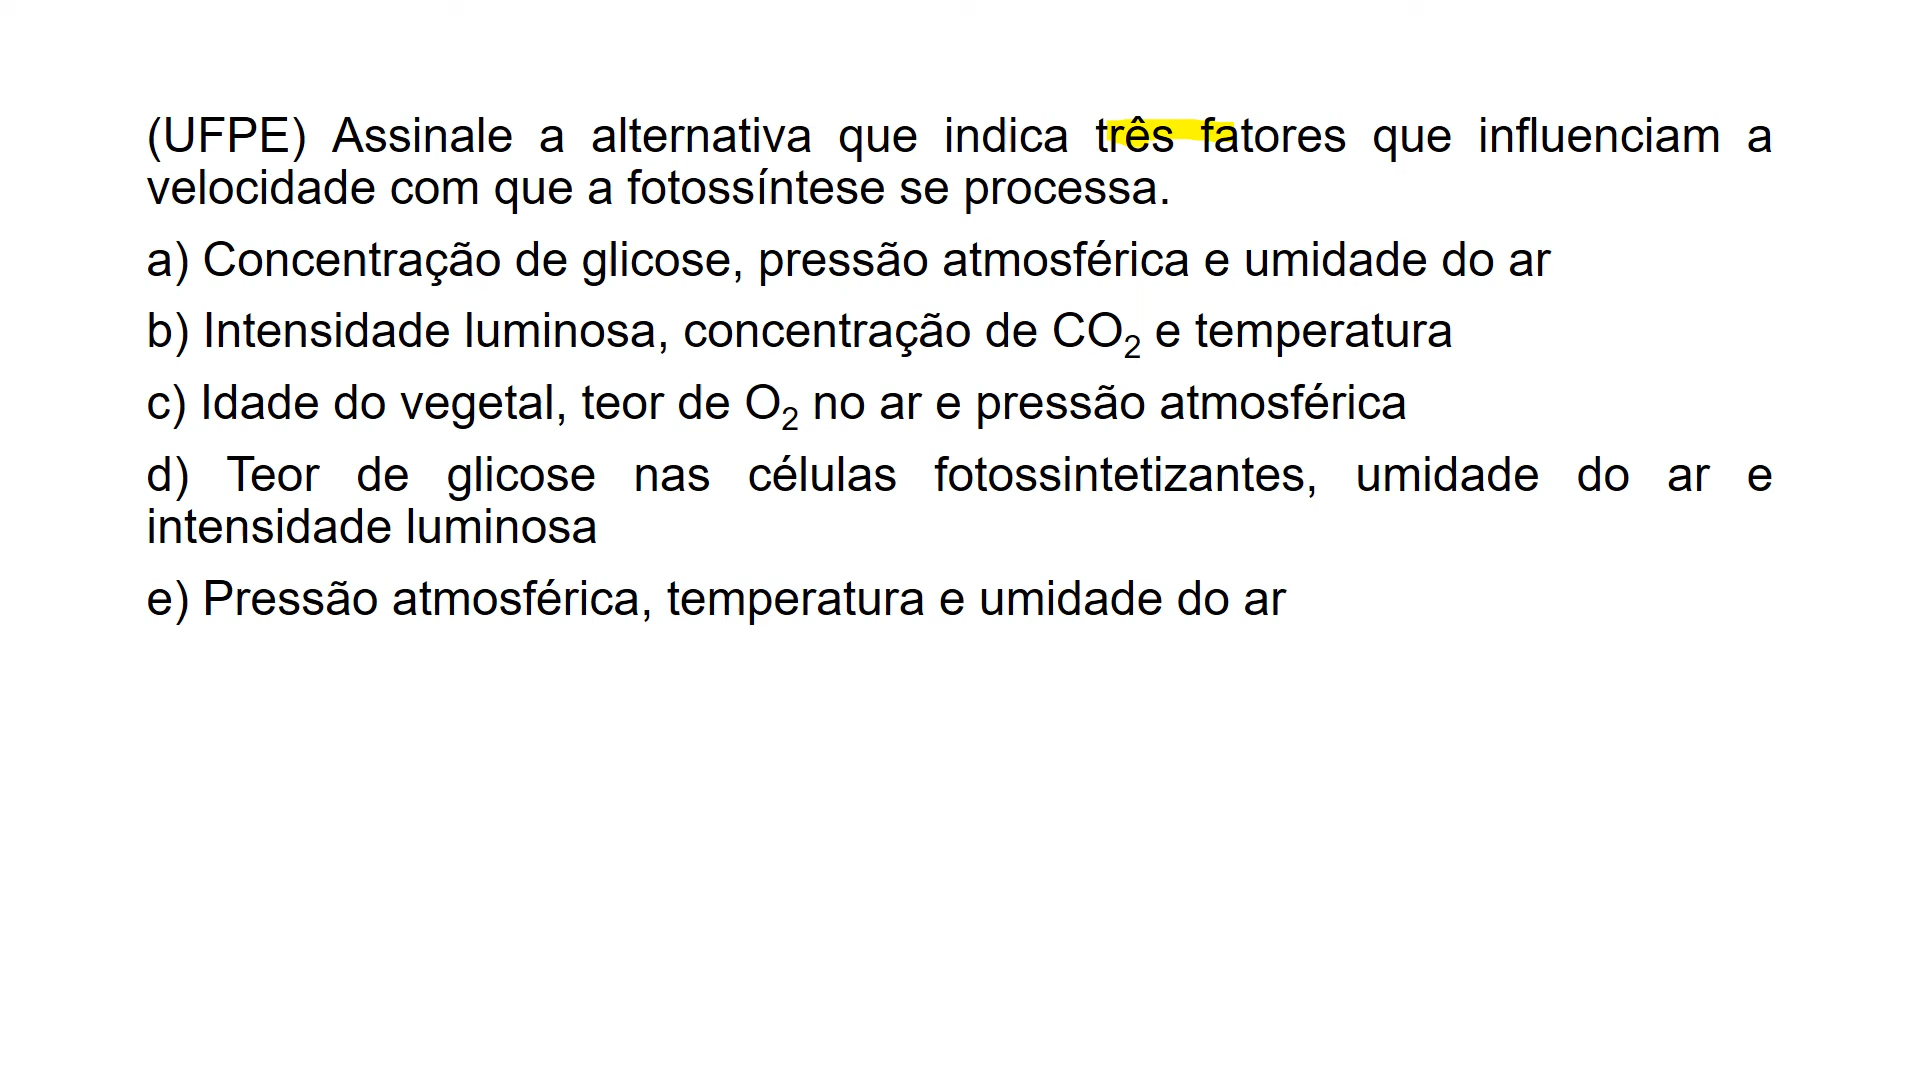 (UFPE) Assinale a alternativa que indica três fatores que influenciam a
velocidade com que a fotossíntese se processa.
a) Concentração de glicose, pressão atmosférica e umidade do ar
b) Intensidade luminosa, concentração de CO₂ e temperatura
c) Idade do vegetal, teor de O₂ no ar e pressão atmosférica
d) Teor de glicose nas células fotossintetizantes, umidade do ar e
intensidade luminosa
e) Pressão atmosférica, temperatura e umidade do ar